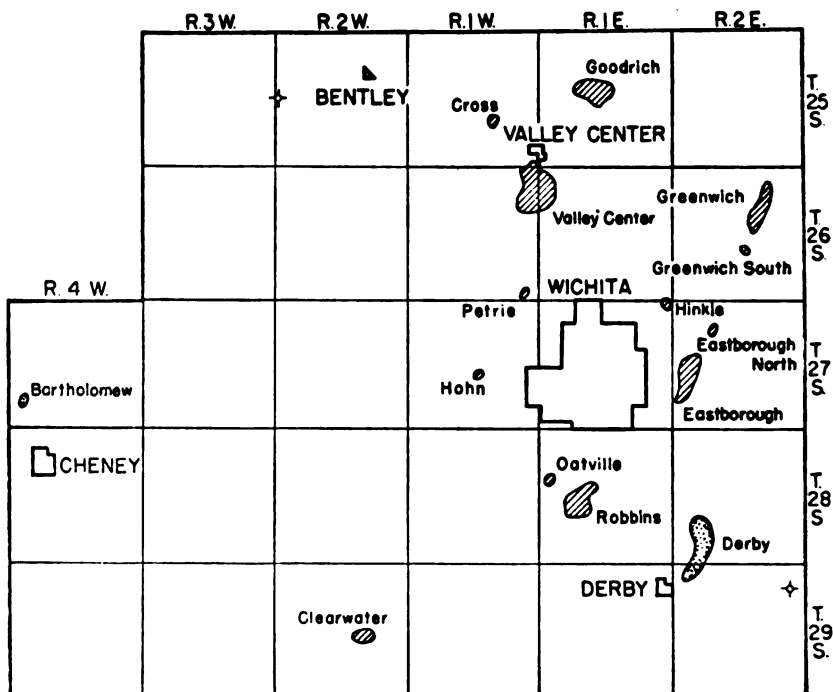 R.3W. R.2W. R.1W. R.1E. R.2E.
Goodrich
T. 25 S.
BENTLEY
Cross
VALLEY CENTER
Greenwich
Valley Center
T. 26 S.
Greenwich South
R. 4 W.
WICHITA
Petrie
Hinkle
Eastborough North
T. 27 S.
Hohn
Bartholomew
Eastborough
CHENEY
Oatville
T. 28 S
Robbins
Derby
DERBY
Clearwater
T. 29 S.